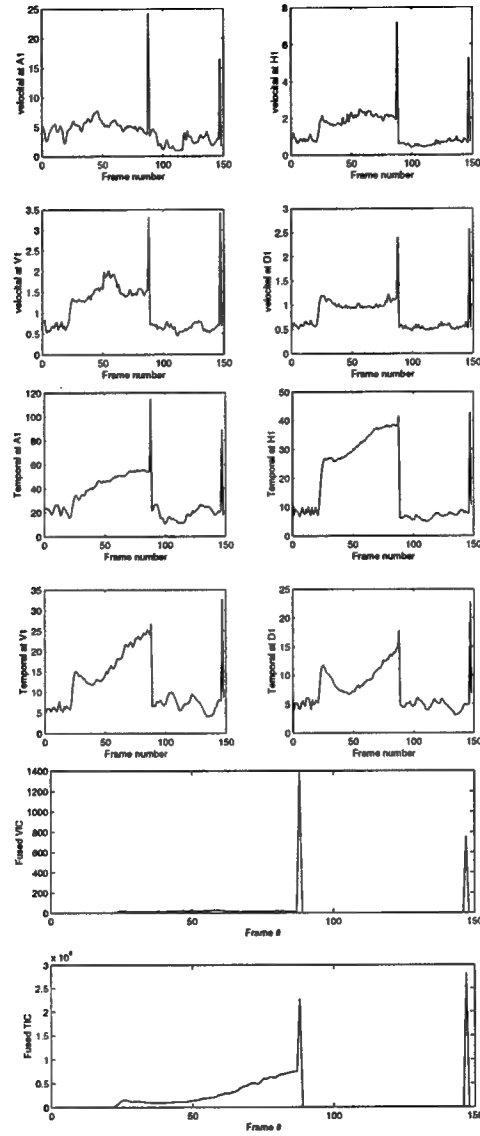 25
20
15
10
5
0
velocital at A1
0 50 100 150
Frame number
8
6
4
2
0
velocital at H1
0 50 100 150
Frame number
3.5
3
2.5
2
1.5
1
0.5
0
velocital at V1
0 50 100 150
Frame number
3
2.5
2
1.5
1
0.5
0
velocital at D1
0 50 100 150
Frame number
120
100
80
60
40
20
0
Temporal at A1
0 50 100 150
Frame number
50
40
30
20
10
0
Temporal at H1
0 50 100 150
Frame number
35
30
25
20
15
10
5
0
Temporal at V1
0 50 100 150
Frame number
25
20
15
10
5
0
Temporal at D1
0 50 100 150
Frame number
1400
1200
1000
800
600
400
200
0
Fused VIC
0 50 100 150
Frame #
3
2.5
2
1.5
1
0.5
0
Fused TIC
0 50 100 150
Frame #